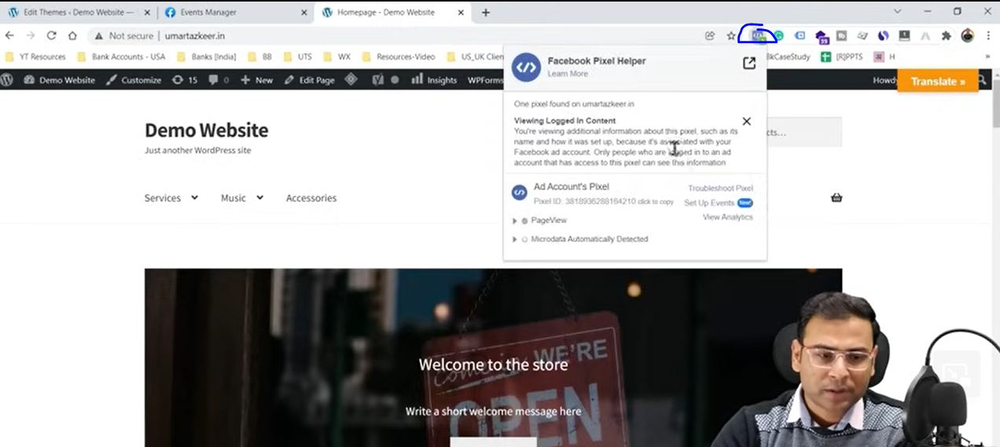 Edit Themes ‹ Demo Website —
Events Manager
Homepage - Demo Website
Not secure | umartazkeer.in
YT Resources
Bank Accounts - USA
Banks [India]
BB
UTS
WX
Resources-Video
US_UK Clien
kCaseStudy
[R]PPTS
H
Demo Website
Customize
15
0
New
Edit Page
Insights
WPForms
Howdy
Translate »
Facebook Pixel Helper
Learn More
One pixel found on umartazkeer.in
Viewing Logged In Content
You're viewing additional information about this pixel, such as its
name and how it was set up, because it's associated with your
Facebook ad account. Only people who are logged in to an ad
account that has access to this pixel can see this information
Ad Account's Pixel
Pixel ID: 3818936288164210 click to copy
Troubleshoot Pixel
Set Up Events New!
View Analytics
PageView
Microdata Automatically Detected
Demo Website
Just another WordPress site
cts…
Services
Music
Accessories
COME IN WE'RE
OPEN
Welcome to the store
Write a short welcome message here